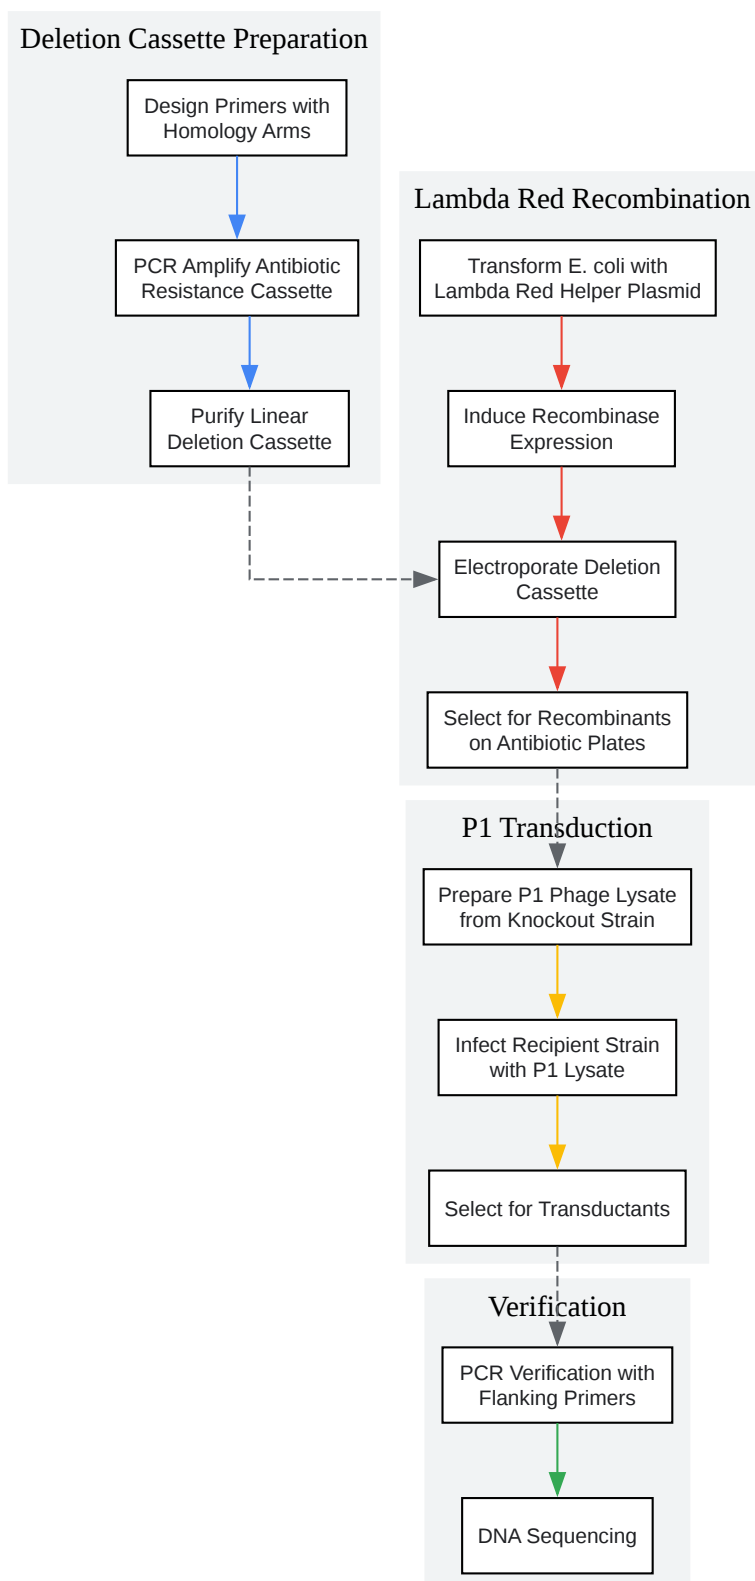 Deletion Cassette Preparation
Design Primers with
Homology Arms
PCR Amplify Antibiotic
Resistance Cassette
Purify Linear
Deletion Cassette
Lambda Red Recombination
Transform E. coli with
Lambda Red Helper Plasmid
Induce Recombinase
Expression
Electroporate Deletion
Cassette
Select for Recombinants
on Antibiotic Plates
P1 Transduction
Prepare P1 Phage Lysate
from Knockout Strain
Infect Recipient Strain
with P1 Lysate
Select for Transductants
Verification
PCR Verification with
Flanking Primers
DNA Sequencing